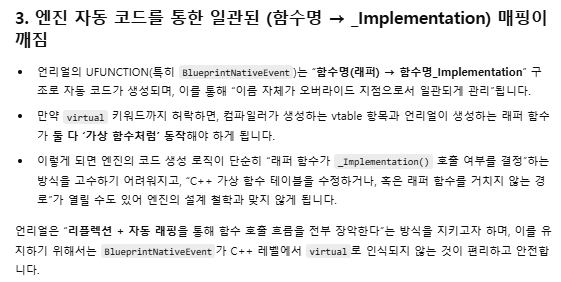 3. 엔진 자동 코드를 통한 일관된 (함수명 → _Implementation) 매핑이
깨짐
• 언리얼의 UFUNCTION(특히 BlueprintNativeEvent )는 "함수명(래퍼) → 함수명_Implementation" 구
조로 자동 코드가 생성되며, 이를 통해 "이름 자체가 오버라이드 지점으로서 일관되게 관리"됩니다.
• 만약 virtual 키워드까지 허락하면, 컴파일러가 생성하는 vtable 항목과 언리얼이 생성하는 래퍼 함수
가 둘 다 '가상 함수처럼' 동작해야 하게 됩니다.
• 이렇게 되면 엔진의 코드 생성 로직이 단순히 "래퍼 함수가 _Implementation() 호출 여부를 결정"하는
방식을 고수하기 어려워지고, "C++ 가상 함수 테이블을 수정하거나, 혹은 래퍼 함수를 거치지 않는 경
로"가 열릴 수도 있어 엔진의 설계 철학과 맞지 않게 됩니다.
언리얼은 "리플렉션 + 자동 래핑을 통해 함수 호출 흐름을 전부 장악한다"는 방식을 지키고자 하며, 이를 유
지하기 위해서는 BlueprintNativeEvent 가 C++ 레벨에서 virtual 로 인식되지 않는 것이 편리하고 안전합
니다.